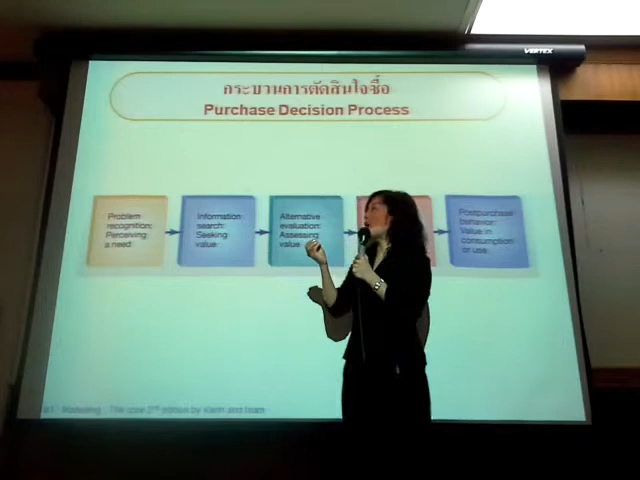 VERTEX
กระบวนการตัดสินใจซื้อ
Purchase Decision Process
Problem
recognition:
Perceiving
a need
Information
search:
Seeking
value
Alternative
evaluation:
Assessing
value
Postpurchase
behavior:
Value in
consumption
or use
Marketing : The core 2nd edition by Kerin and team